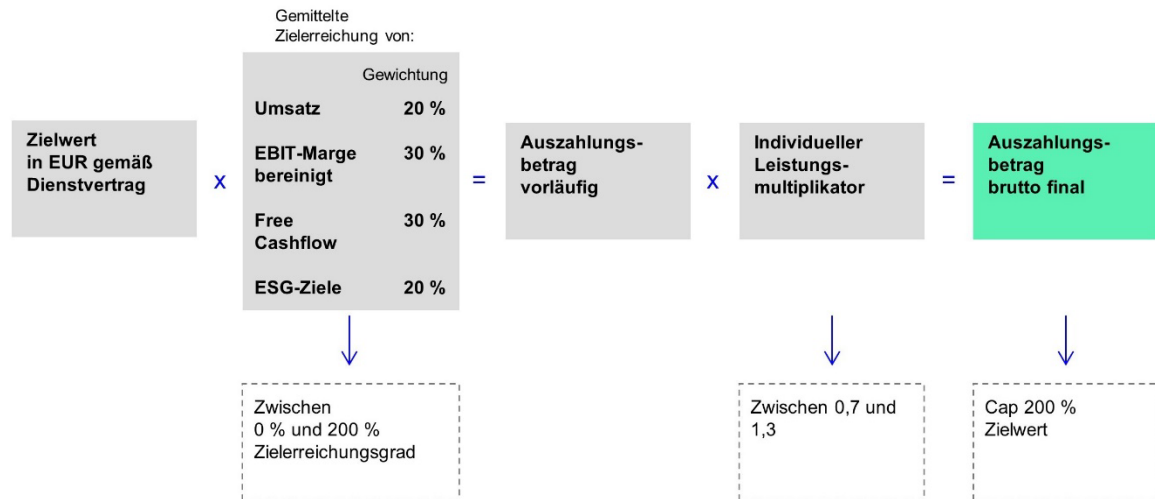 Gemittelte
Zielerreichung von:
Zielwert
in EUR gemäß
Dienstvertrag
x
Gewichtung
Umsatz 20 %
EBIT-Marge 30 %
bereinigt
Free 30 %
Cashflow
ESG-Ziele 20 %
=
Auszahlungs-
betrag
vorläufig
x
Individueller
Leistungs-
multiplikator
=
Auszahlungs-
betrag
brutto final
Zwischen
0 % und 200 %
Zielerreichungsgrad
Zwischen 0,7 und
1,3
Cap 200 %
Zielwert